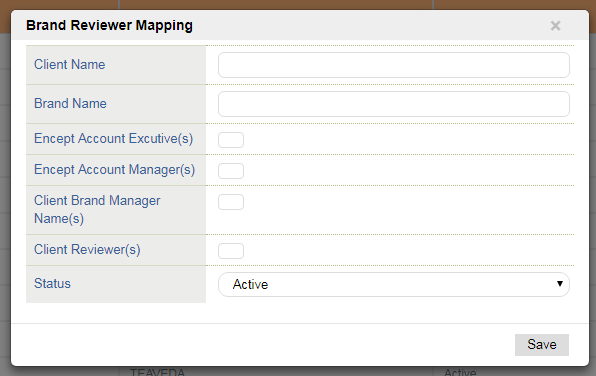 Brand Reviewer Mapping ×
Client Name
Brand Name
Encept Account Excutive(s)
Encept Account Manager(s)
Client Brand Manager
Name(s)
Client Reviewer(s)
Status Active
Save
TEAVEDA Active